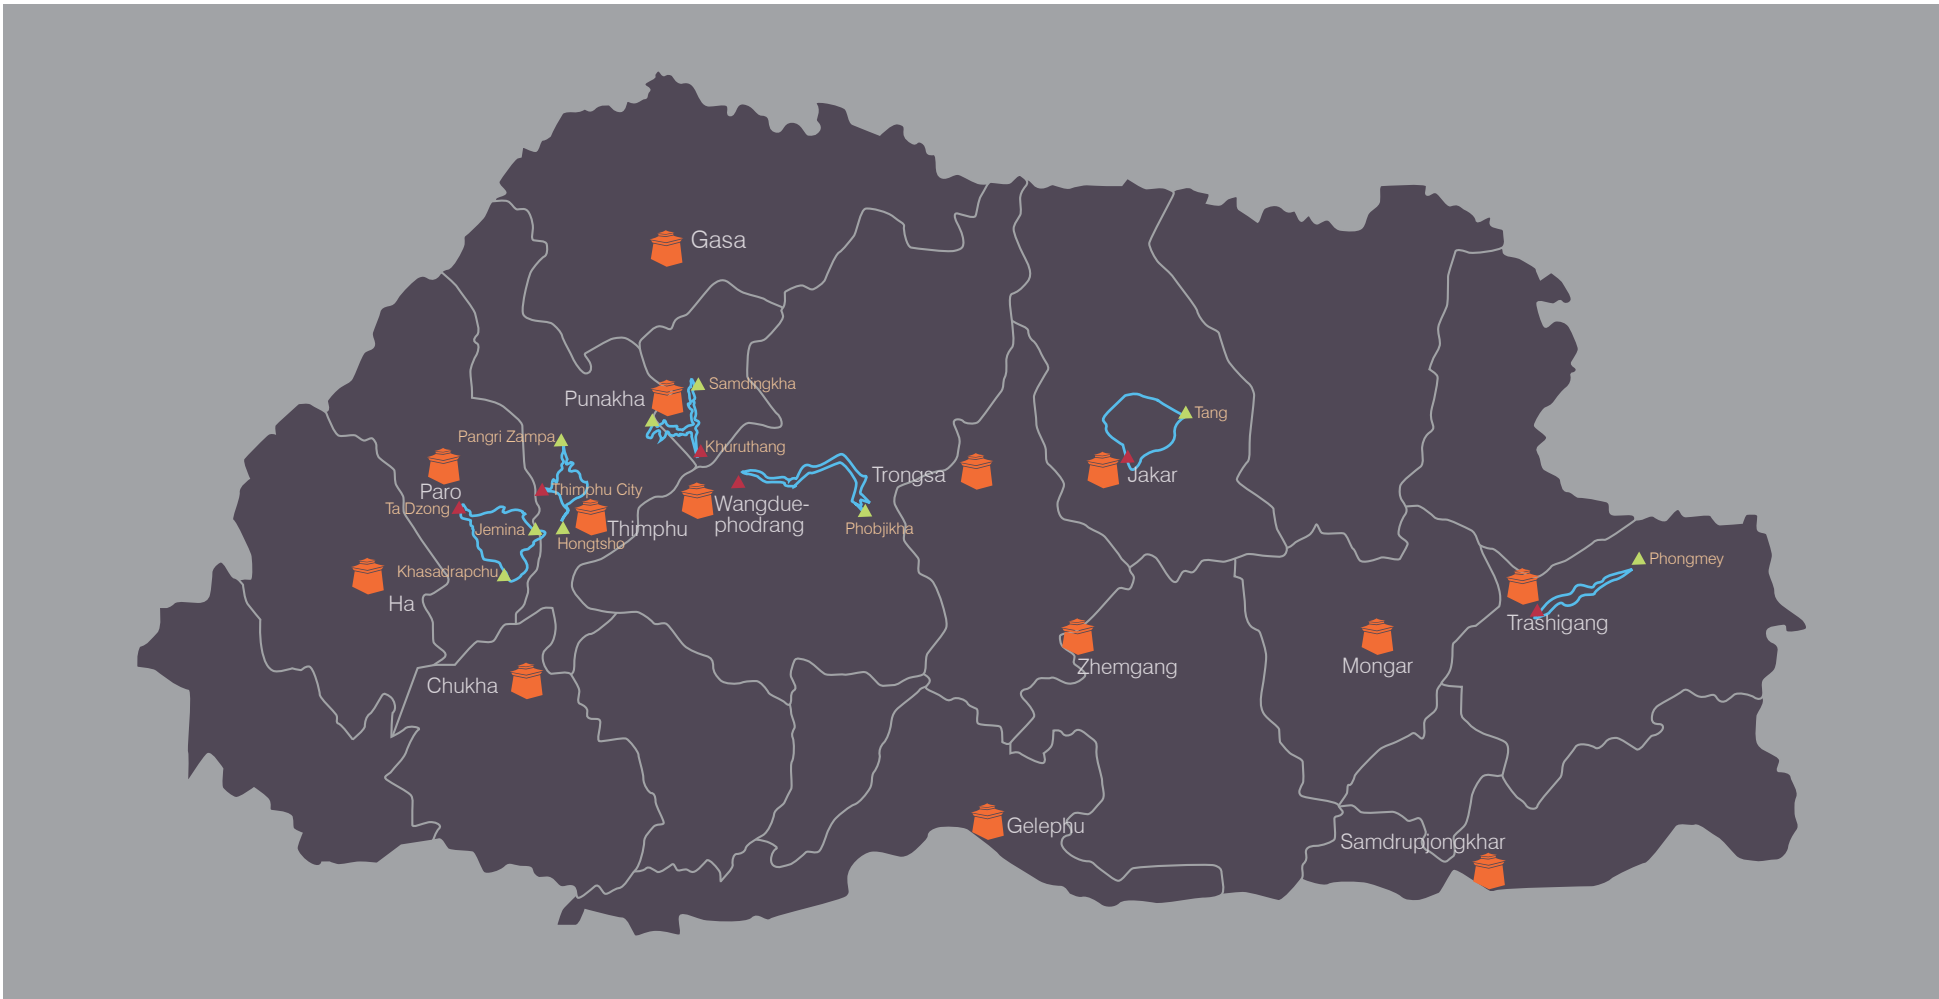 Gasa
Samdingkha
Punakha
Khuruthang
Pangri Zampa
Tang
Paro
Thimphu City
Trongsa
Jakar
Ta Dzong
Wangdue-
phodrang
Jemina
Thimphu
Phobjikha
Hongtsho
Phongmey
Khasadrapchu
Ha
Trashigang
Zhemgang
Mongar
Chukha
Gelephu
Samdrupjongkhar